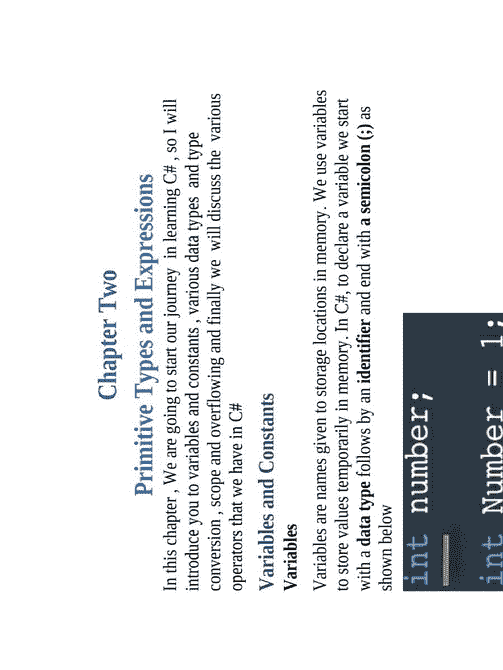 Chapter Two
Primitive Types and Expressions
In this chapter , We are going to start our journey in learning C# , so I will
introduce you to variables and constants , various data types and type
conversion , scope and overflowing and finally we will discuss the various
operators that we have in C#
Variables and Constants
Variables
Variables are names given to storage locations in memory. We use variables
to store values temporarily in memory. In C#, to declare a variable we start
with a data type follows by an identifier and end with a semicolon (;) as
shown below
int number;
int Number = 1;